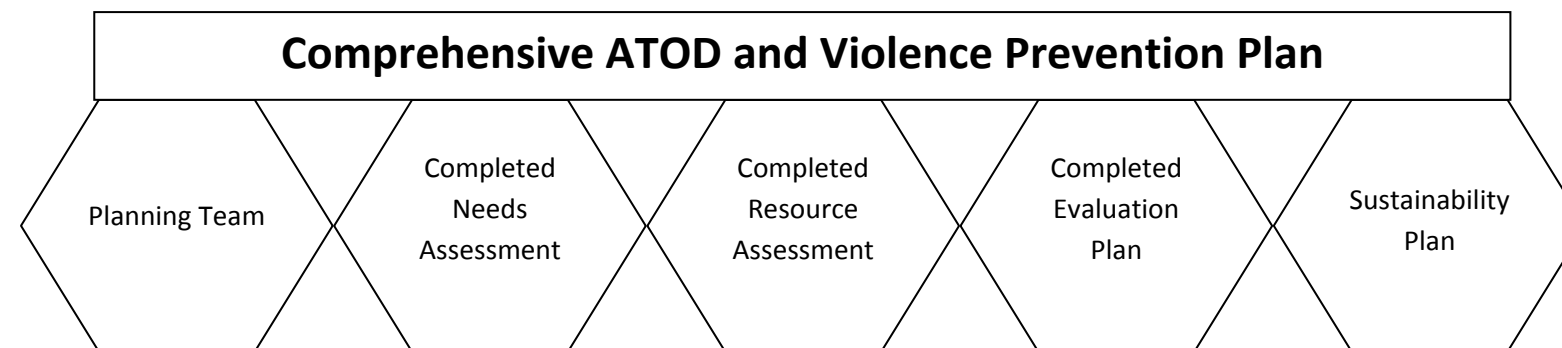 Comprehensive ATOD and Violence Prevention Plan
Planning Team
Completed
Needs
Assessment
Completed
Resource
Assessment
Completed
Evaluation
Plan
Sustainability
Plan